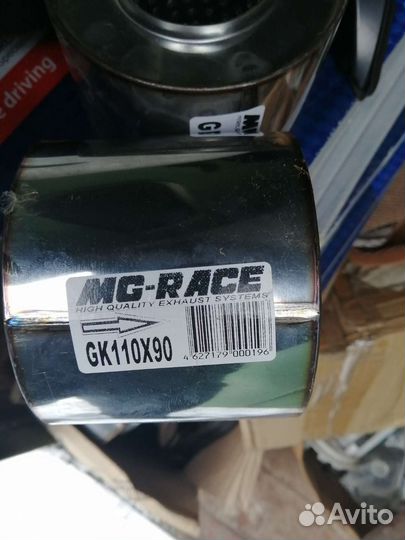 e driving
MG-RACE
HIGH QUALITY EXHAUST SYSTEMS
GK110X90
4 627179 000196
Avito